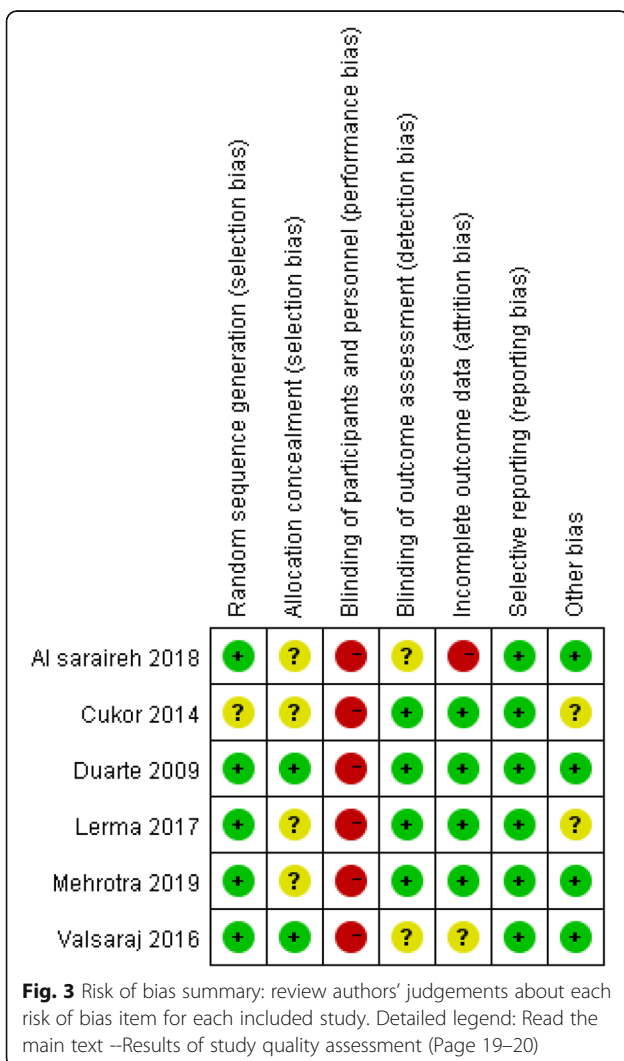 Random sequence generation (selection bias)
Allocation concealment (selection bias)
Blinding of participants and personnel (performance bias)
Blinding of outcome assessment (detection bias)
Incomplete outcome data (attrition bias)
Selective reporting (reporting bias)
Other bias
Al saraireh 2018 + ? - ? - + +
Cukor 2014 ? ? - + + + ?
Duarte 2009 + + - + + + +
Lerma 2017 + ? - + + + ?
Mehrotra 2019 + ? - + + + +
Valsaraj 2016 + + - ? ? + +
Fig. 3 Risk of bias summary: review authors’ judgements about each
risk of bias item for each included study. Detailed legend: Read the
main text --Results of study quality assessment (Page 19–20)